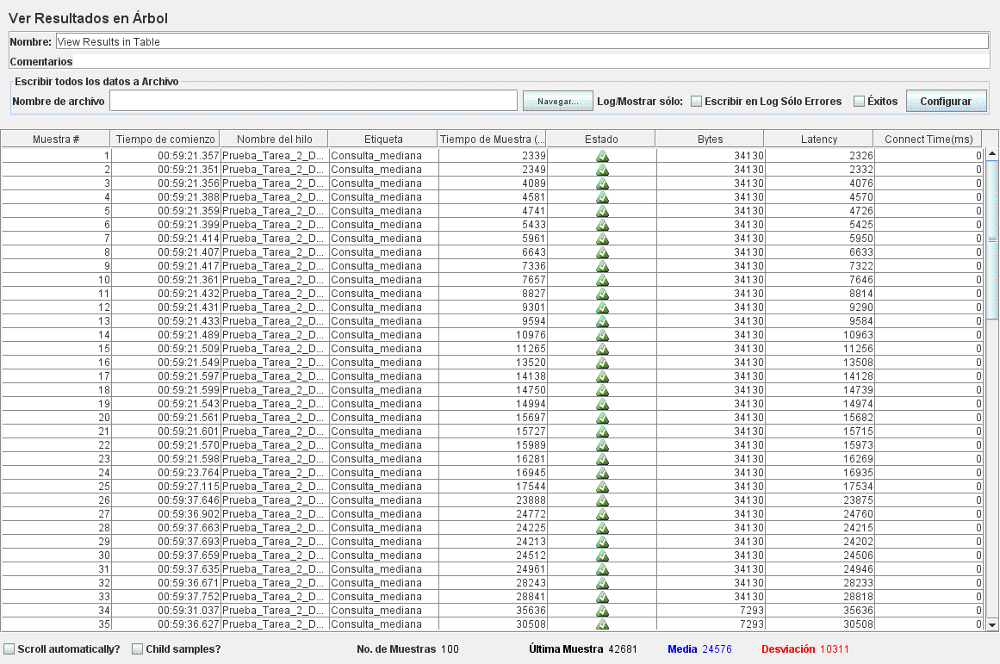 Ver Resultados en Árbol
Nombre: View Results in Table
Comentarios
Escribir todos los datos a Archivo
Nombre de archivo Navegar... Log/Mostrar sólo: Escribir en Log Sólo Errores Éxitos Configurar
Muestra # Tiempo de comienzo Nombre del hilo Etiqueta Tiempo de Muestra (... Estado Bytes Latency Connect Time(ms)
1 00:59:21.357 Prueba_Tarea_2_D... Consulta_mediana 2339 34130 2326 0
2 00:59:21.351 Prueba_Tarea_2_D... Consulta_mediana 2349 34130 2332 0
3 00:59:21.356 Prueba_Tarea_2_D... Consulta_mediana 4089 34130 4076 0
4 00:59:21.388 Prueba_Tarea_2_D... Consulta_mediana 4581 34130 4570 0
5 00:59:21.359 Prueba_Tarea_2_D... Consulta_mediana 4741 34130 4726 0
6 00:59:21.399 Prueba_Tarea_2_D... Consulta_mediana 5433 34130 5425 0
7 00:59:21.414 Prueba_Tarea_2_D... Consulta_mediana 5961 34130 5950 0
8 00:59:21.407 Prueba_Tarea_2_D... Consulta_mediana 6643 34130 6633 0
9 00:59:21.417 Prueba_Tarea_2_D... Consulta_mediana 7336 34130 7322 0
10 00:59:21.361 Prueba_Tarea_2_D... Consulta_mediana 7657 34130 7646 0
11 00:59:21.432 Prueba_Tarea_2_D... Consulta_mediana 8827 34130 8814 0
12 00:59:21.431 Prueba_Tarea_2_D... Consulta_mediana 9301 34130 9290 0
13 00:59:21.433 Prueba_Tarea_2_D... Consulta_mediana 9594 34130 9584 0
14 00:59:21.489 Prueba_Tarea_2_D... Consulta_mediana 10976 34130 10963 0
15 00:59:21.509 Prueba_Tarea_2_D... Consulta_mediana 11265 34130 11256 0
16 00:59:21.549 Prueba_Tarea_2_D... Consulta_mediana 13520 34130 13508 0
17 00:59:21.597 Prueba_Tarea_2_D... Consulta_mediana 14138 34130 14128 0
18 00:59:21.599 Prueba_Tarea_2_D... Consulta_mediana 14750 34130 14739 0
19 00:59:21.543 Prueba_Tarea_2_D... Consulta_mediana 14994 34130 14974 0
20 00:59:21.561 Prueba_Tarea_2_D... Consulta_mediana 15697 34130 15682 0
21 00:59:21.601 Prueba_Tarea_2_D... Consulta_mediana 15727 34130 15715 0
22 00:59:21.570 Prueba_Tarea_2_D... Consulta_mediana 15989 34130 15973 0
23 00:59:21.598 Prueba_Tarea_2_D... Consulta_mediana 16281 34130 16269 0
24 00:59:23.764 Prueba_Tarea_2_D... Consulta_mediana 16945 34130 16935 0
25 00:59:27.115 Prueba_Tarea_2_D... Consulta_mediana 17544 34130 17534 0
26 00:59:37.646 Prueba_Tarea_2_D... Consulta_mediana 23888 34130 23875 0
27 00:59:36.902 Prueba_Tarea_2_D... Consulta_mediana 24772 34130 24760 0
28 00:59:37.663 Prueba_Tarea_2_D... Consulta_mediana 24225 34130 24215 0
29 00:59:37.693 Prueba_Tarea_2_D... Consulta_mediana 24213 34130 24202 0
30 00:59:37.659 Prueba_Tarea_2_D... Consulta_mediana 24512 34130 24506 0
31 00:59:37.635 Prueba_Tarea_2_D... Consulta_mediana 24961 34130 24946 0
32 00:59:36.671 Prueba_Tarea_2_D... Consulta_mediana 28243 34130 28233 0
33 00:59:37.752 Prueba_Tarea_2_D... Consulta_mediana 28841 34130 28818 0
34 00:59:31.037 Prueba_Tarea_2_D... Consulta_mediana 35636 7293 35636 0
35 00:59:36.627 Prueba_Tarea_2_D... Consulta_mediana 30508 7293 30508 0
Scroll automatically? Child samples? No. de Muestras 100 Última Muestra 42681 Media 24576 Desviación 10311